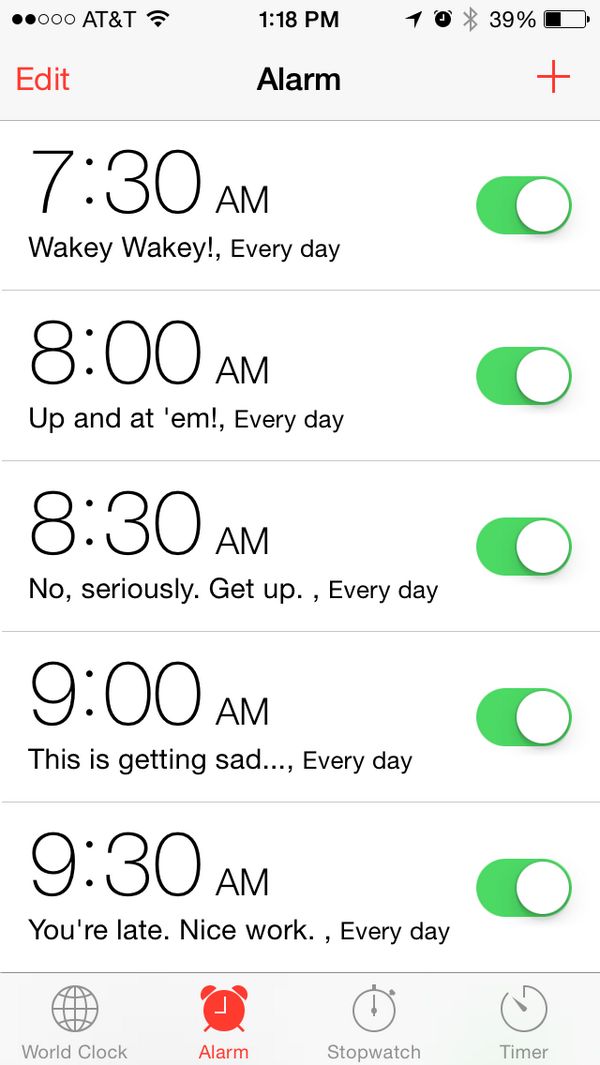 AT&T 1:18 PM 39%
Edit Alarm +
7:30 AM
Wakey Wakey!, Every day
8:00 AM
Up and at 'em!, Every day
8:30 AM
No, seriously. Get up. , Every day
9:00 AM
This is getting sad..., Every day
9:30 AM
You're late. Nice work. , Every day
World Clock Alarm Stopwatch Timer